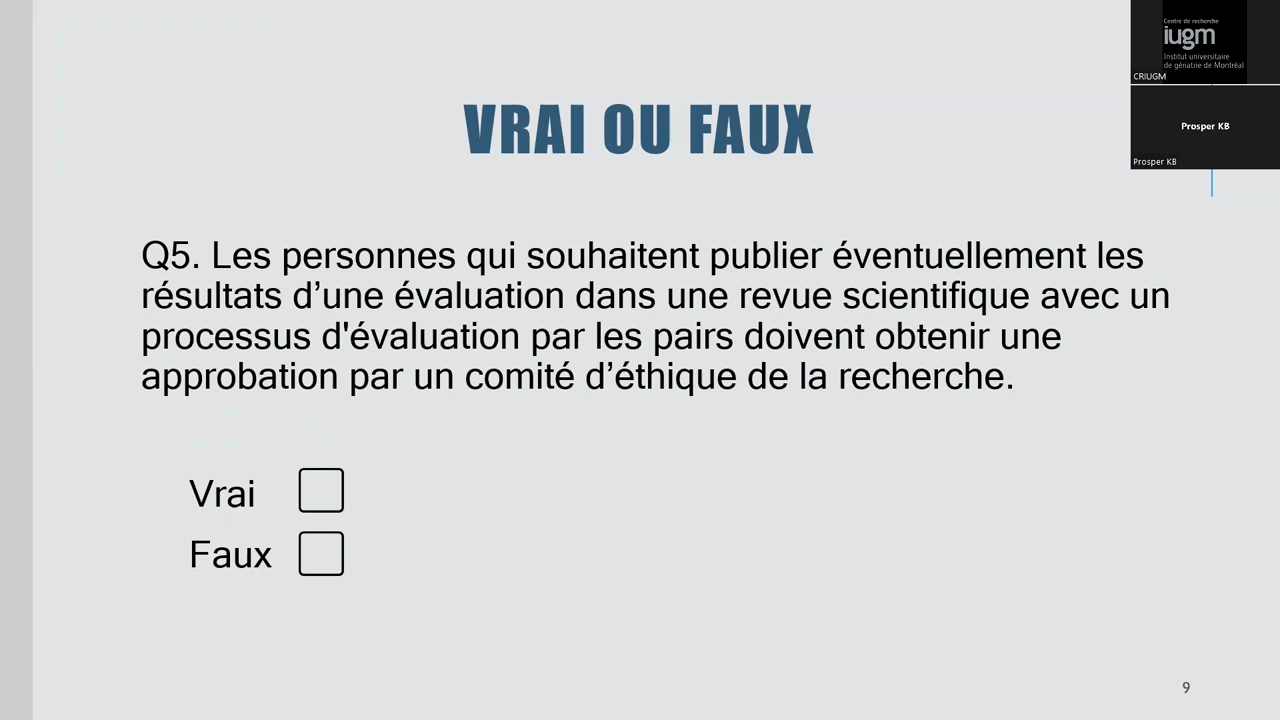 VRAI OU FAUX
Q5. Les personnes qui souhaitent publier éventuellement les
résultats d’une évaluation dans une revue scientifique avec un
processus d'évaluation par les pairs doivent obtenir une
approbation par un comité d’éthique de la recherche.
Vrai
Faux
9
Centre de recherche
iugm
Institut universitaire
de gériatrie de Montréal
CRIUGM
Prosper KB
Prosper KB